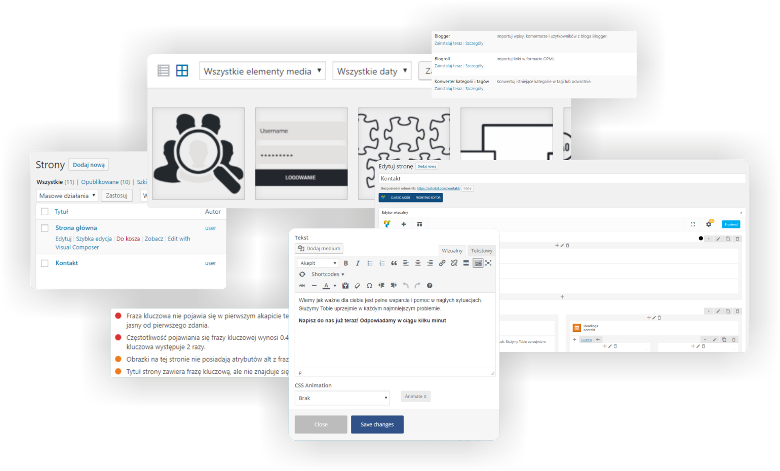 Blogger
Importuj wpisy, komentarze i użytkowników z bloga Blogger.
Zainstaluj teraz | Szczegóły
Blogroll
Importuj linki w formacie OPML.
Zainstaluj teraz | Szczegóły
Konwerter kategorii i tagów
Konwertuj istniejące kategorie w tagi lub odwrotnie.
Zainstaluj teraz | Szczegóły
Wszystkie elementy media
Wszystkie daty
Za
Username
LOGOWANIE
Strony
Dodaj nową
Wszystkie (11) | Opublikowane (10) | Szki
Masowe działania
Zastosuj
W
Tytuł
Autor
Strona główna
user
Edytuj | Szybka edycja | Do kosza | Zobacz | Edit with
Visual Composer
Kontakt
user
Edytuj stronę
Dodaj nową
Kontakt
CLASSIC MODE
FRONTEND EDITOR
Edytor wizualny
Tekst
Dodaj medium
Wizualny
Tekstowy
Akapit
Shortcodes
Wiemy jak ważne dla ciebie jest pełne wsparcie i pomoc w nagłych sytuacjach.
Służymy Tobie uprzejmie w każdym najmniejszym problemie.
Napisz do nas już teraz! Odpowiadamy w ciągu kilku minut
P
CSS Animation
Brak
Animate it
Close
Save changes
Fraza kluczowa nie pojawia się w pierwszym akapicie te
jasny od pierwszego zdania.
Częstotliwość pojawiania się frazy kluczowej wynosi 0.4
kluczowa występuje 2 razy.
Obrazki na tej stronie nie posiadają atrybutów alt z fraz
Tytuł strony zawiera frazę kluczową, ale nie znajduje się